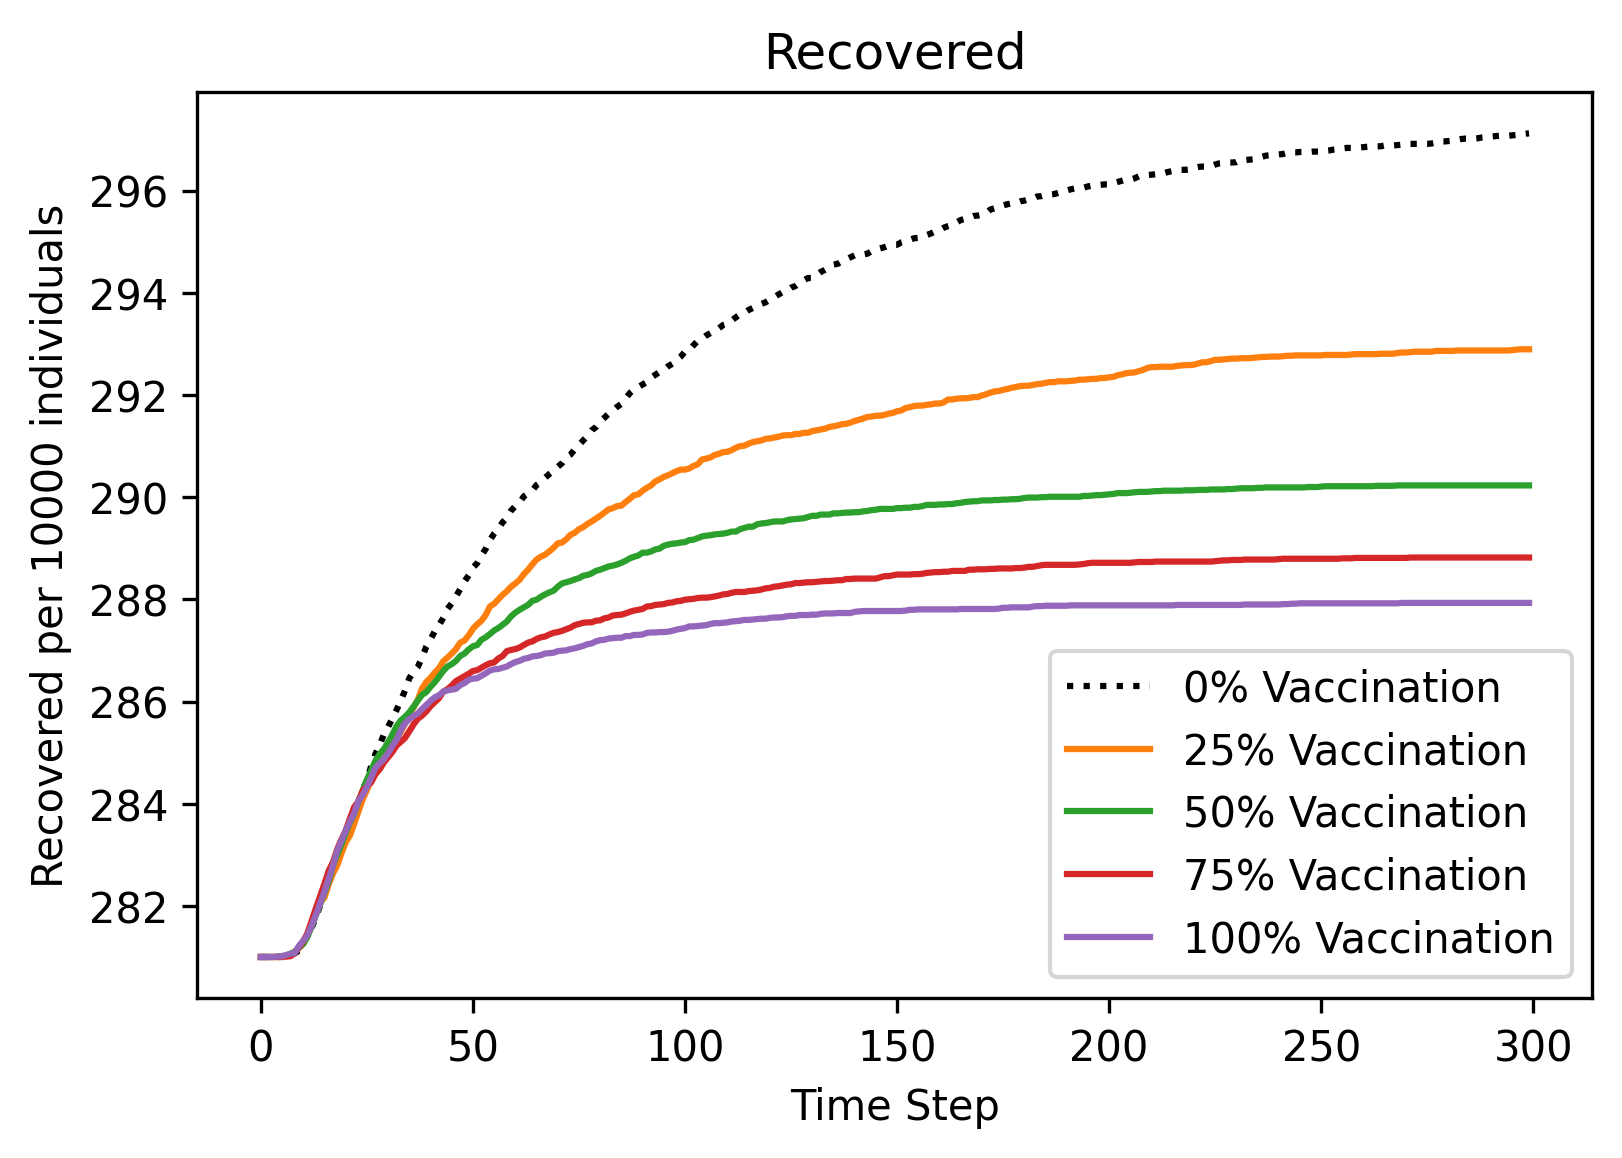 Recovered
Recovered per 10000 individuals
296
294
292
290
288
286
284
282
0% Vaccination
25% Vaccination
50% Vaccination
75% Vaccination
100% Vaccination
0 50 100 150 200 250 300
Time Step